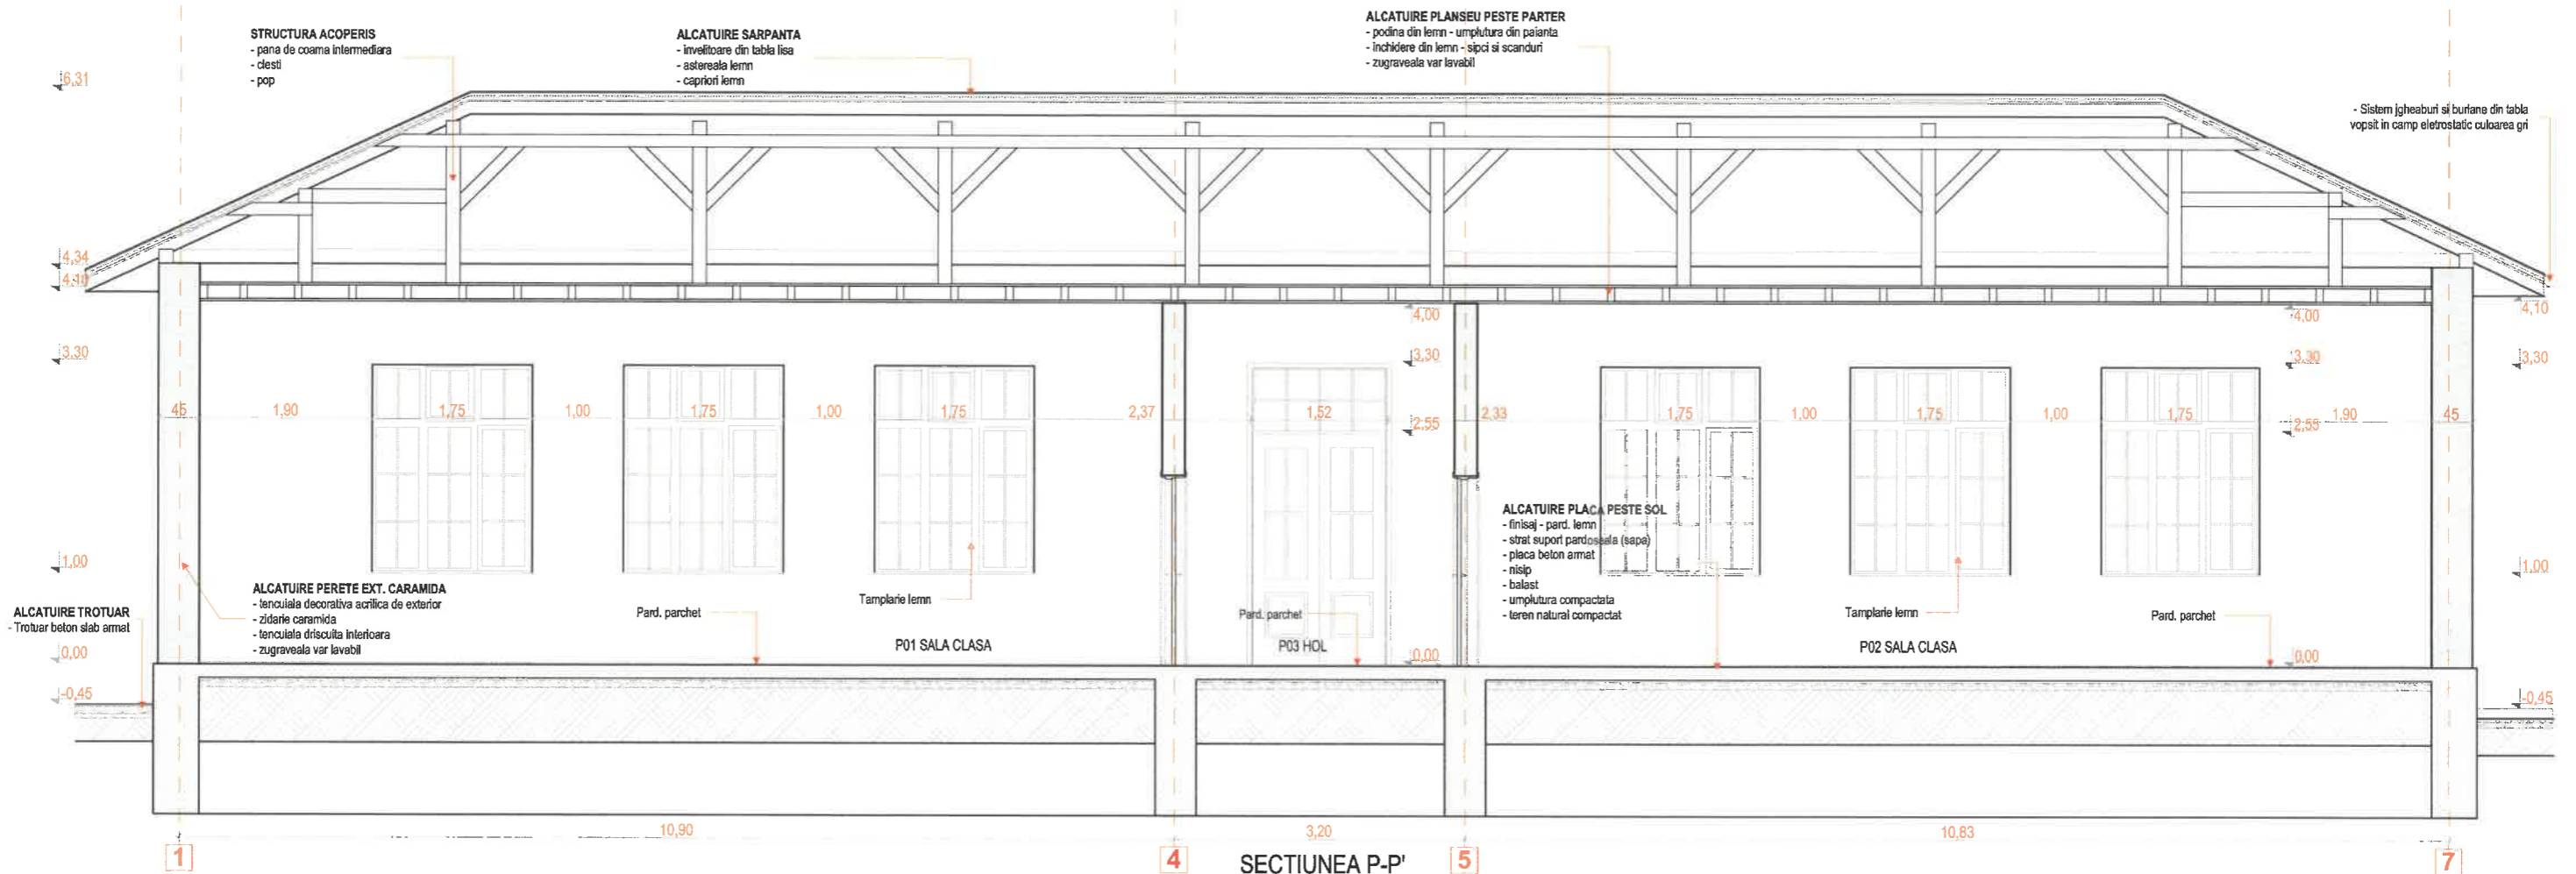 STRUCTURA ACOPERIS
- pana de coama intermediara
- clesti
- pop
ALCATUIRE SARPANTA
- invelitoare din tabla lisa
- astereala lemn
- capriori lemn
ALCATUIRE PLANSEU PESTE PARTER
- podina din lemn - umplutura din paianta
- inchidere din lemn - sipci si scanduri
- zugraveala var lavabil
- Sistem jgheaburi si burlane din tabla
vopsit in camp eletrostatic culoarea gri
6,31
4,34
4,10
4,10
4,00
4,00
3,30
3,30
3,30
3,30
45
1,90
1,75
1,00
1,75
1,00
1,75
2,37
1,52
2,55
2,33
1,75
1,00
1,75
1,00
1,75
2,55
1,90
45
1,00
1,00
ALCATUIRE PLACA PESTE SOL
- finisaj - pard. lemn
- strat suport pardoseala (sapa)
- placa beton armat
- nisip
- balast
- umplutura compactata
- teren natural compactat
ALCATUIRE PERETE EXT. CARAMIDA
- tencuiala decorativa acrilica de exterior
- zidarie caramida
- tencuiala driscuita interioara
- zugraveala var lavabil
ALCATUIRE TROTUAR
- Trotuar beton slab armat
Pard. parchet
Tamplarie lemn
Pard. parchet
Tamplarie lemn
Pard. parchet
P01 SALA CLASA
P03 HOL
P02 SALA CLASA
0,00
0,00
0,00
-0,45
-0,45
10,90
3,20
10,83
1
4
5
7
SECTIUNEA P-P'